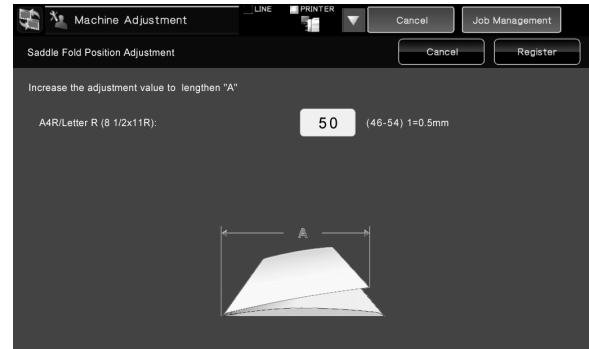 Machine Adjustment
LINE
PRINTER
Cancel
Job Management
Saddle Fold Position Adjustment
Cancel
Register
Increase the adjustment value to lengthen "A"
A4R/Letter R (8 1/2x11R):
50
(46-54) 1=0.5mm
A